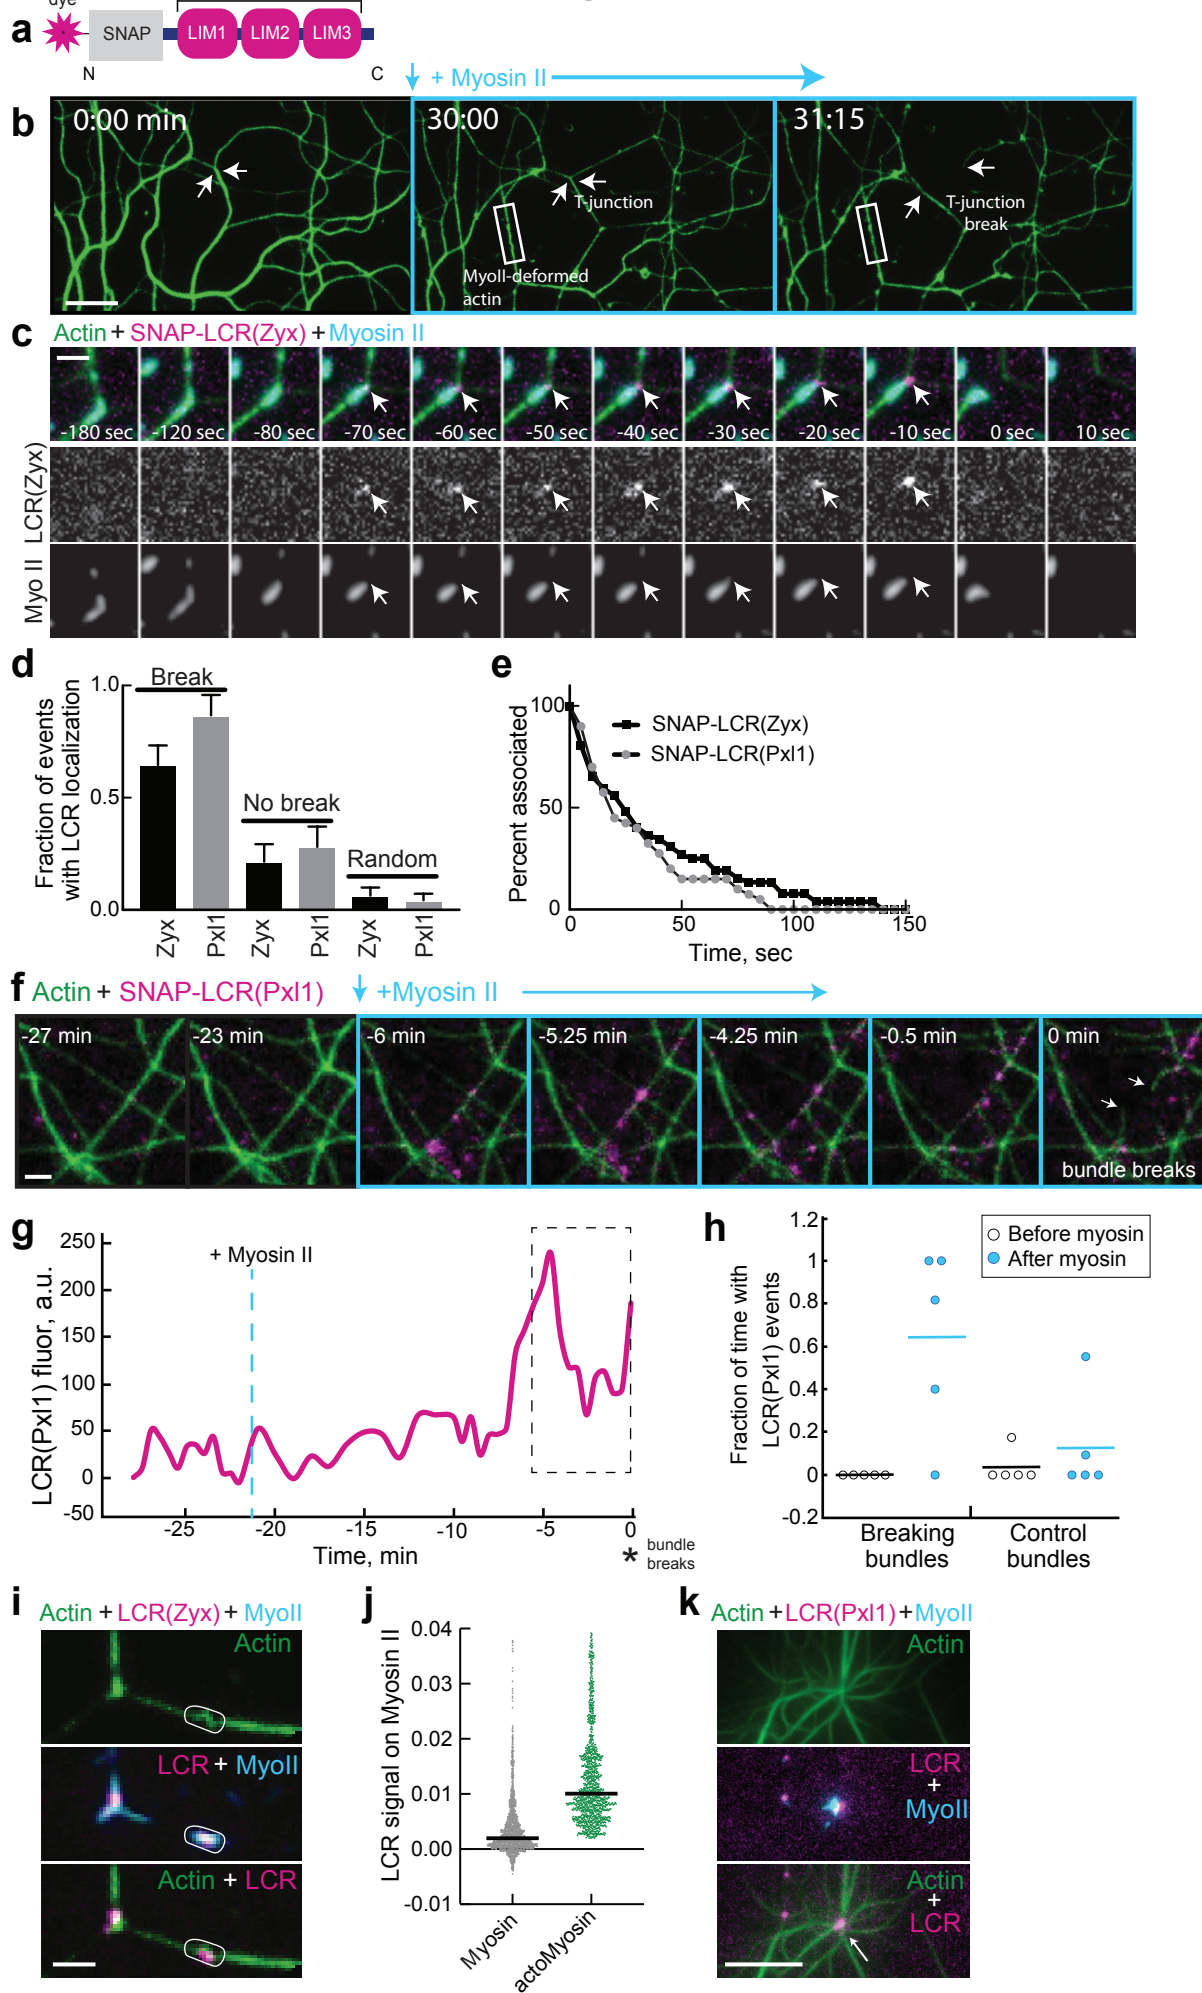 dye
a
SNAP
LIM1
LIM2
LIM3
N
C
+ Myosin II
b
0:00 min
30:00
31:15
T-junction
T-junction
break
MyoII-deformed
actin
c
Actin + SNAP-LCR(Zyx) + Myosin II
-180 sec
-120 sec
-80 sec
-70 sec
-60 sec
-50 sec
-40 sec
-30 sec
-20 sec
-10 sec
0 sec
10 sec
LCR(Zyx)
Myo II
d
Fraction of events
with LCR localization
1.0
0.5
0.0
Break
No break
Random
Zyx
Pxl1
Zyx
Pxl1
Zyx
Pxl1
e
Percent associated
100
50
0
SNAP-LCR(Zyx)
SNAP-LCR(Pxl1)
0
50
100
150
Time, sec
f
Actin + SNAP-LCR(Pxl1)
+Myosin II
-27 min
-23 min
-6 min
-5.25 min
-4.25 min
-0.5 min
0 min
bundle breaks
g
LCR(Pxl1) fluor, a.u.
250
200
150
100
50
0
-50
+ Myosin II
-25
-20
-15
-10
-5
0
Time, min
* bundle
breaks
h
Fraction of time with
LCR(Pxl1) events
1.2
1
0.8
0.6
0.4
0.2
0
-0.2
Before myosin
After myosin
Breaking
bundles
Control
bundles
i
Actin + LCR(Zyx) + MyoII
Actin
LCR + MyoII
Actin + LCR
j
LCR signal on Myosin II
0.04
0.03
0.02
0.01
0.00
-0.01
Myosin
actoMyosin
k
Actin +LCR(Pxl1)+MyoII
Actin
LCR
+
MyoII
Actin
+
LCR